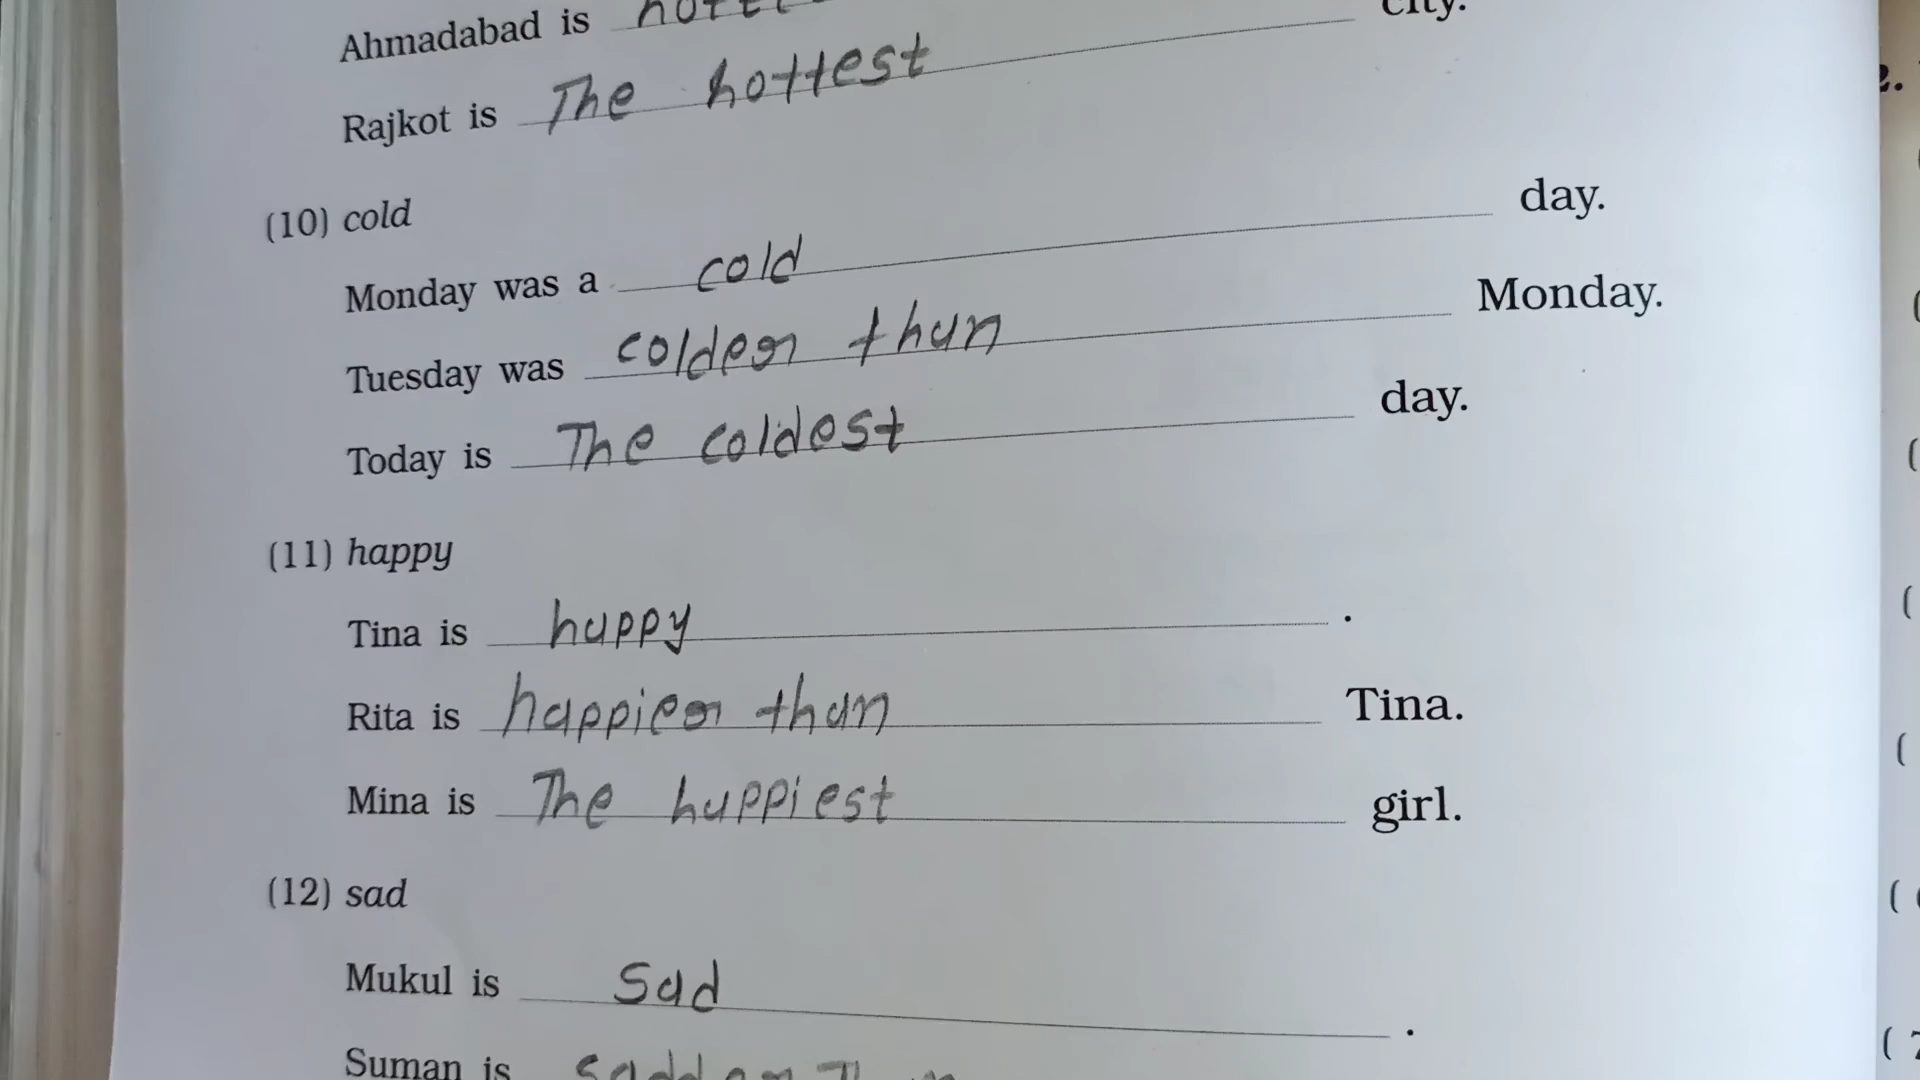 Ahmadabad is
city.
Rajkot is The hottest
(10) cold
Monday was a cold day.
Tuesday was colder than Monday.
Today is The coldest day.
(11) happy
Tina is happy .
Rita is happier than Tina.
Mina is The happiest girl.
(12) sad
Mukul is sad .
Suman is